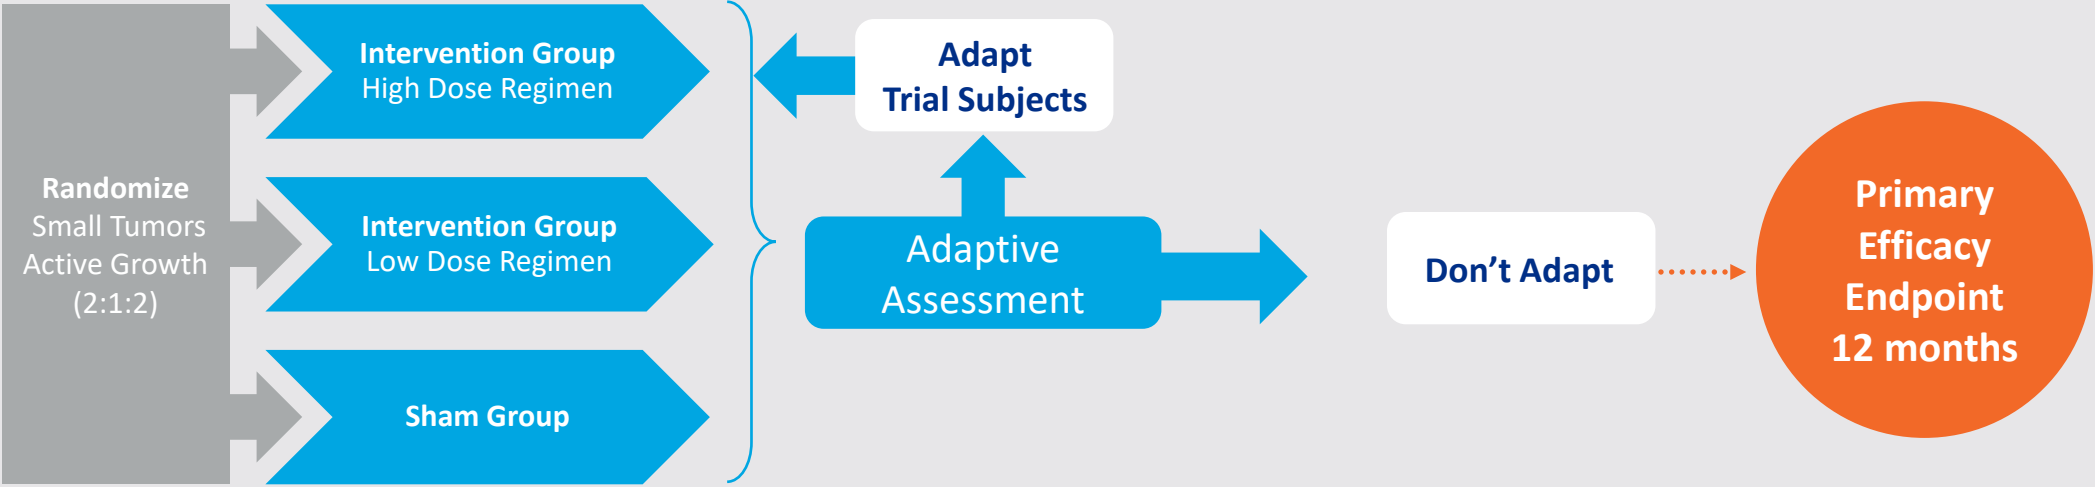 Randomize
Small Tumors
Active Growth
(2:1:2)
Intervention Group
High Dose Regimen
Intervention Group
Low Dose Regimen
Sham Group
Adapt
Trial Subjects
Adaptive
Assessment
Don’t Adapt
Primary
Efficacy
Endpoint
12 months